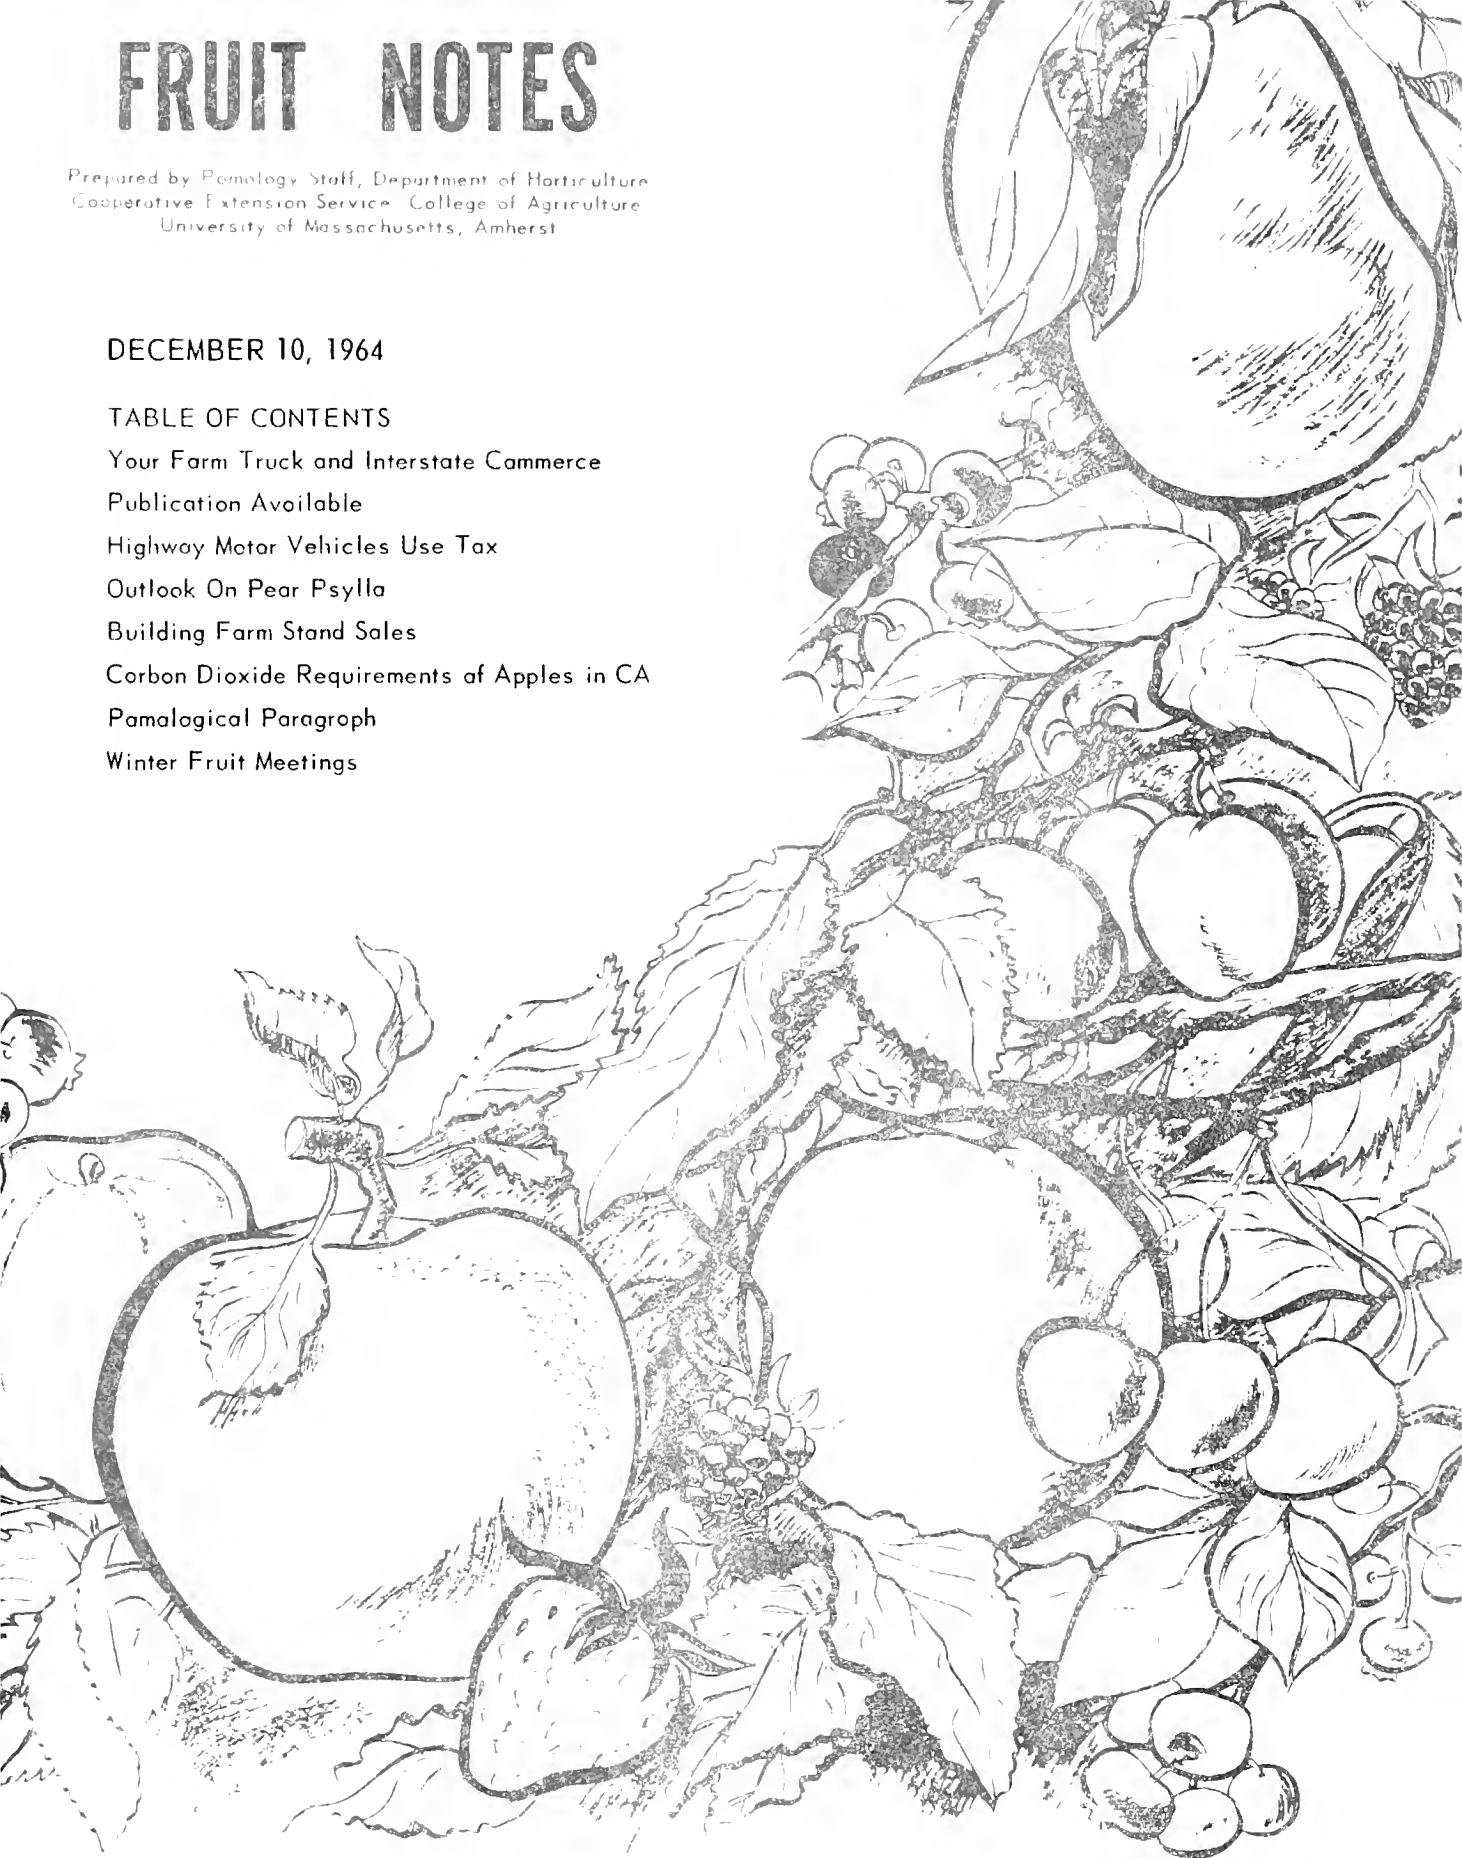 FRUIT NOTES
Prepared by Pomology Staff, Department of Horticulture
Cooperative Extension Service College of Agriculture
University of Massachusetts, Amherst
DECEMBER 10, 1964
TABLE OF CONTENTS
Your Farm Truck and Interstate Commerce
Publication Available
Highway Motor Vehicles Use Tax
Outlook On Pear Psylla
Building Farm Stand Sales
Carbon Dioxide Requirements of Apples in CA
Pomological Paragraph
Winter Fruit Meetings